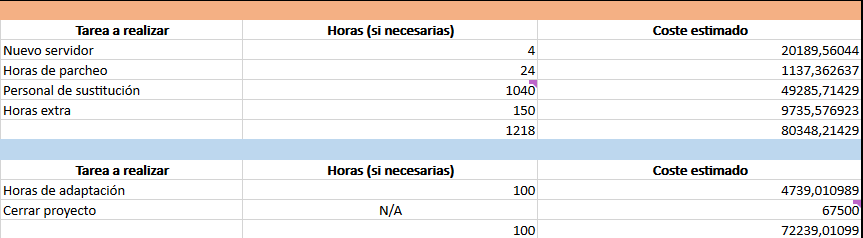 Tarea a realizar Horas (si necesarias) Coste estimado
Nuevo servidor 4 20189,56044
Horas de parcheo 24 1137,362637
Personal de sustitución 1040 49285,71429
Horas extra 150 9735,576923
1218 80348,21429
Tarea a realizar Horas (si necesarias) Coste estimado
Horas de adaptación 100 4739,010989
Cerrar proyecto N/A 67500
100 72239,01099